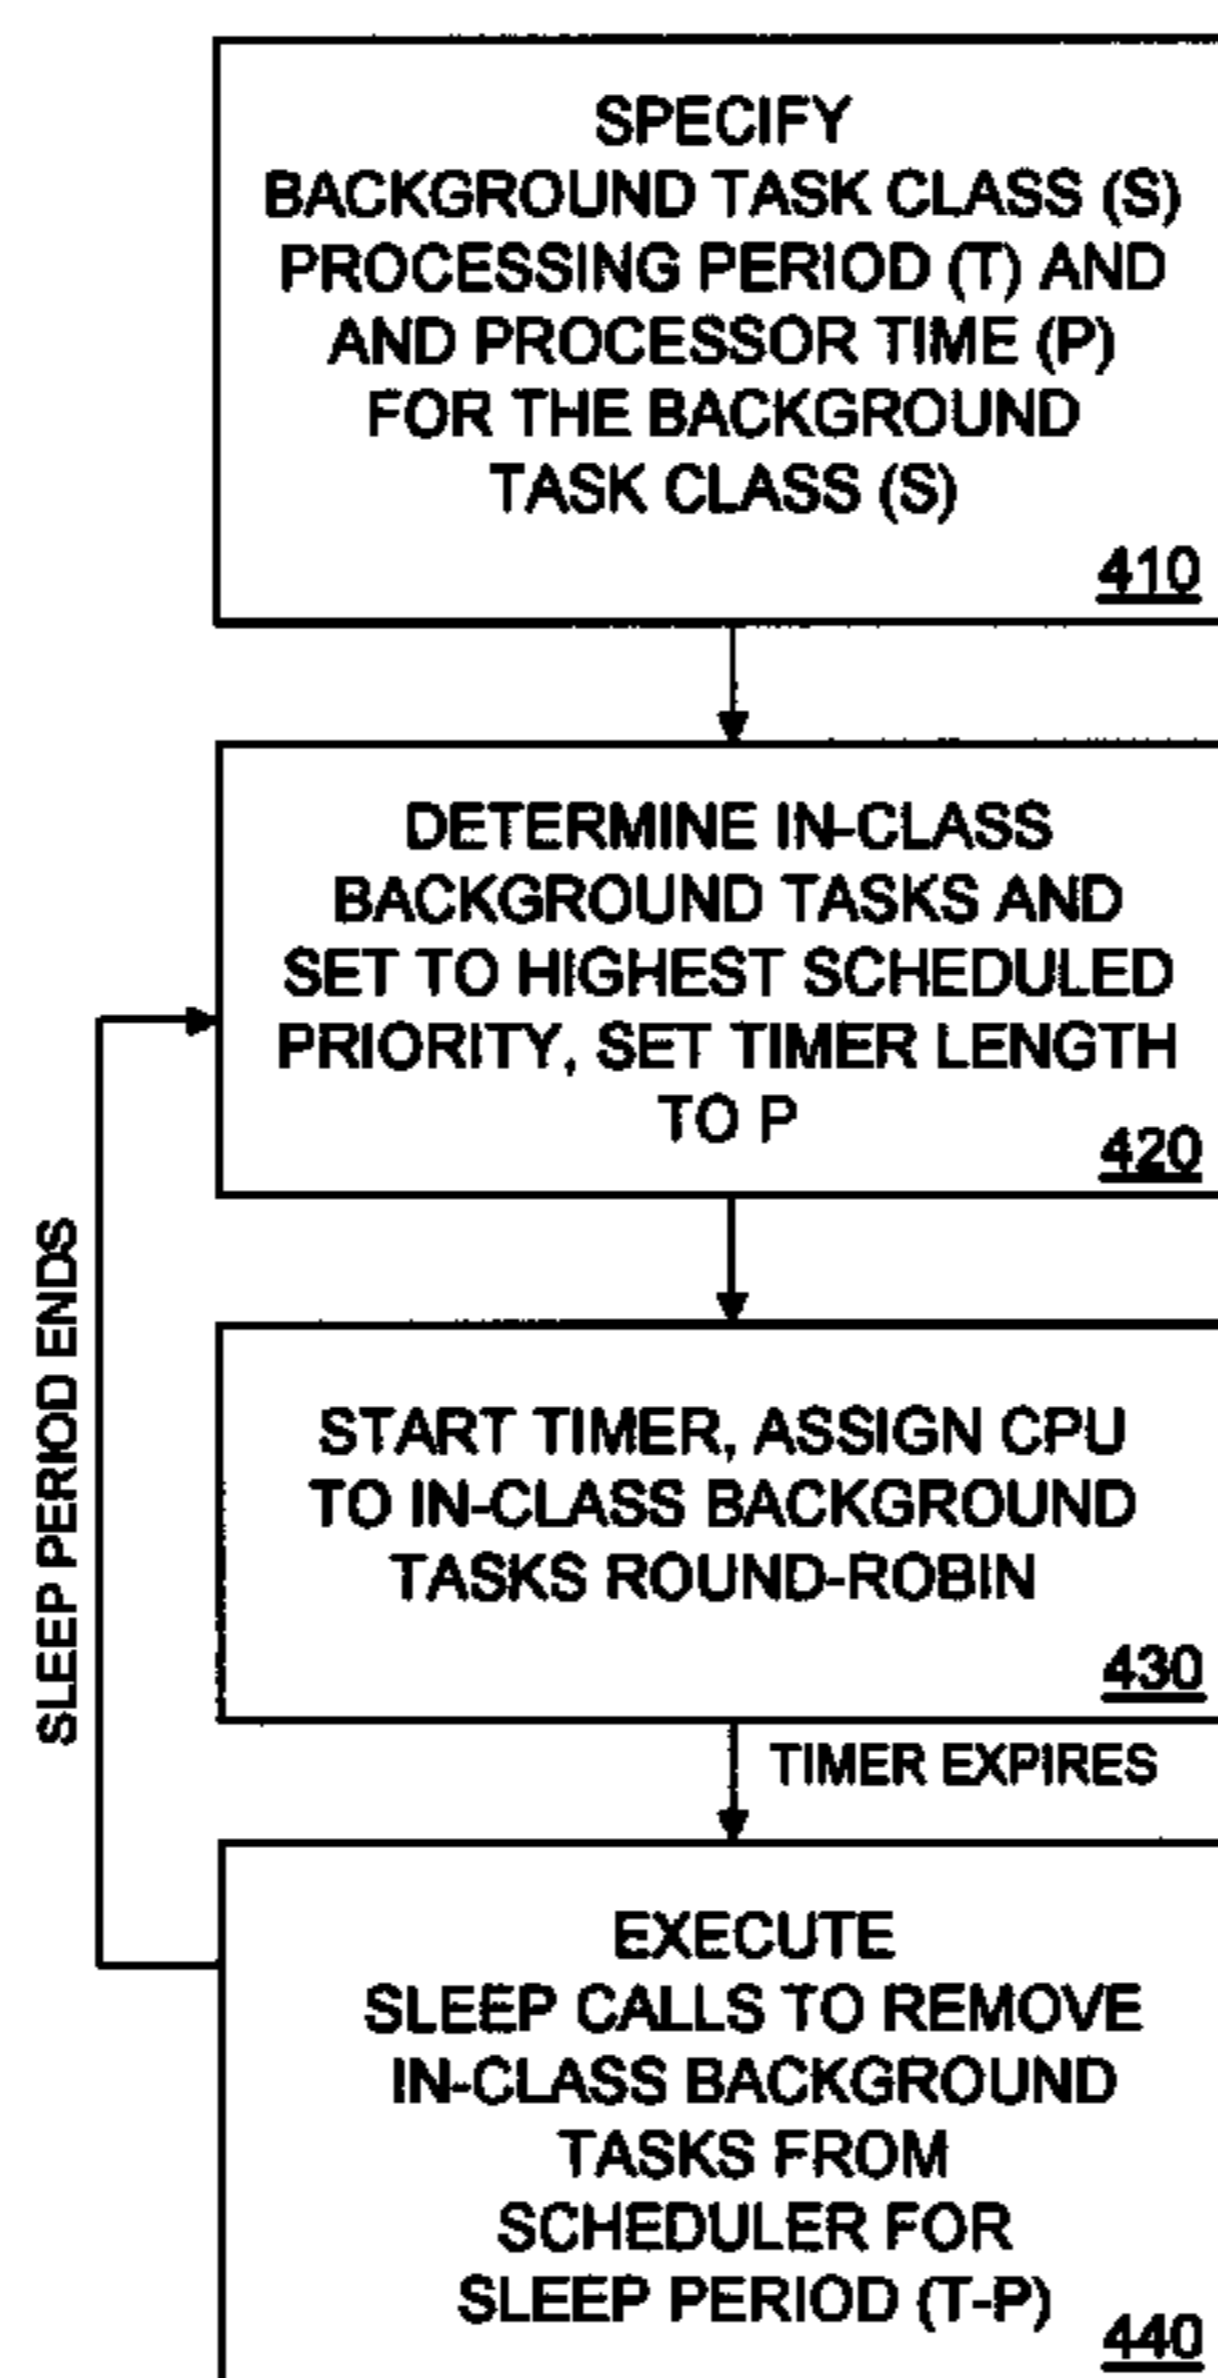 SPECIFY
BACKGROUND TASK CLASS (S)
PROCESSING PERIOD (T) AND
AND PROCESSOR TIME (P)
FOR THE BACKGROUND
TASK CLASS (S)
410
DETERMINE IN-CLASS
BACKGROUND TASKS AND
SET TO HIGHEST SCHEDULED
PRIORITY, SET TIMER LENGTH
TO P
420
START TIMER, ASSIGN CPU
TO IN-CLASS BACKGROUND
TASKS ROUND-ROBIN
430
TIMER EXPIRES
EXECUTE
SLEEP CALLS TO REMOVE
IN-CLASS BACKGROUND
TASKS FROM
SCHEDULER FOR
SLEEP PERIOD (T-P)
440
SLEEP PERIOD ENDS